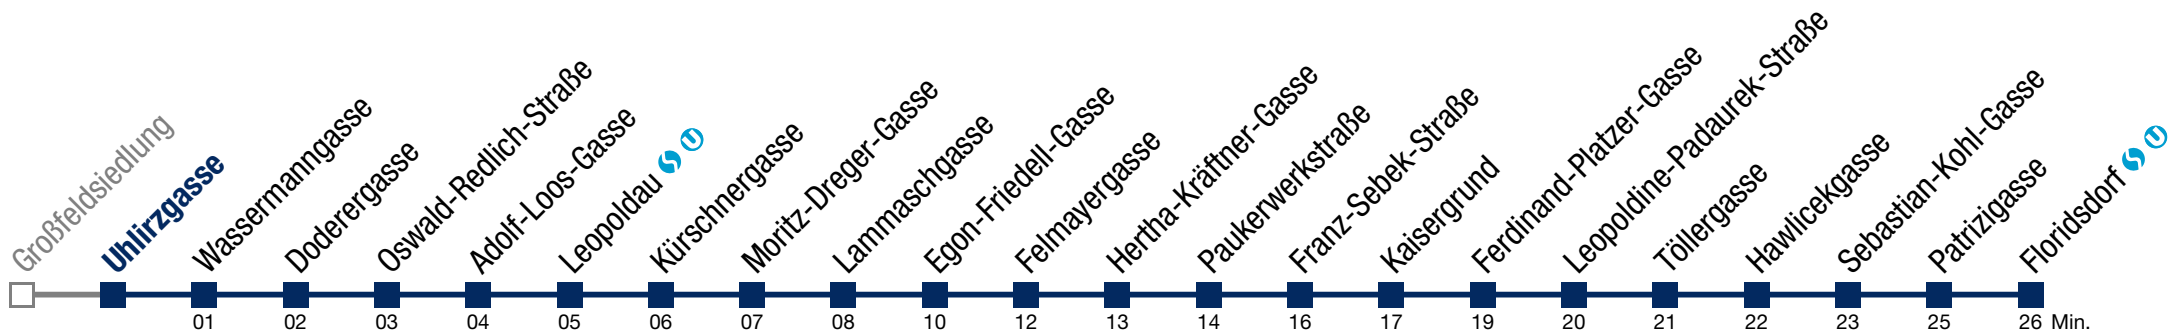 Großfeldsiedlung
Uhlirzgasse
Wassermanngasse
Doderergasse
Oswald-Redlich-Straße
Adolf-Loos-Gasse
Leopoldau S U
Kürschnergasse
Moritz-Dreger-Gasse
Lammaschgasse
Egon-Friedell-Gasse
Felmayergasse
Hertha-Kräftner-Gasse
Paukerwerkstraße
Franz-Sebek-Straße
Kaisergrund
Ferdinand-Platzer-Gasse
Leopoldine-Padaurek-Straße
Töllergasse
Hawlicekgasse
Sebastian-Kohl-Gasse
Patrizigasse
Floridsdorf S U
01 02 03 04 05 06 07 08 10 12 13 14 16 17 19 20 21 22 23 25 26 Min.